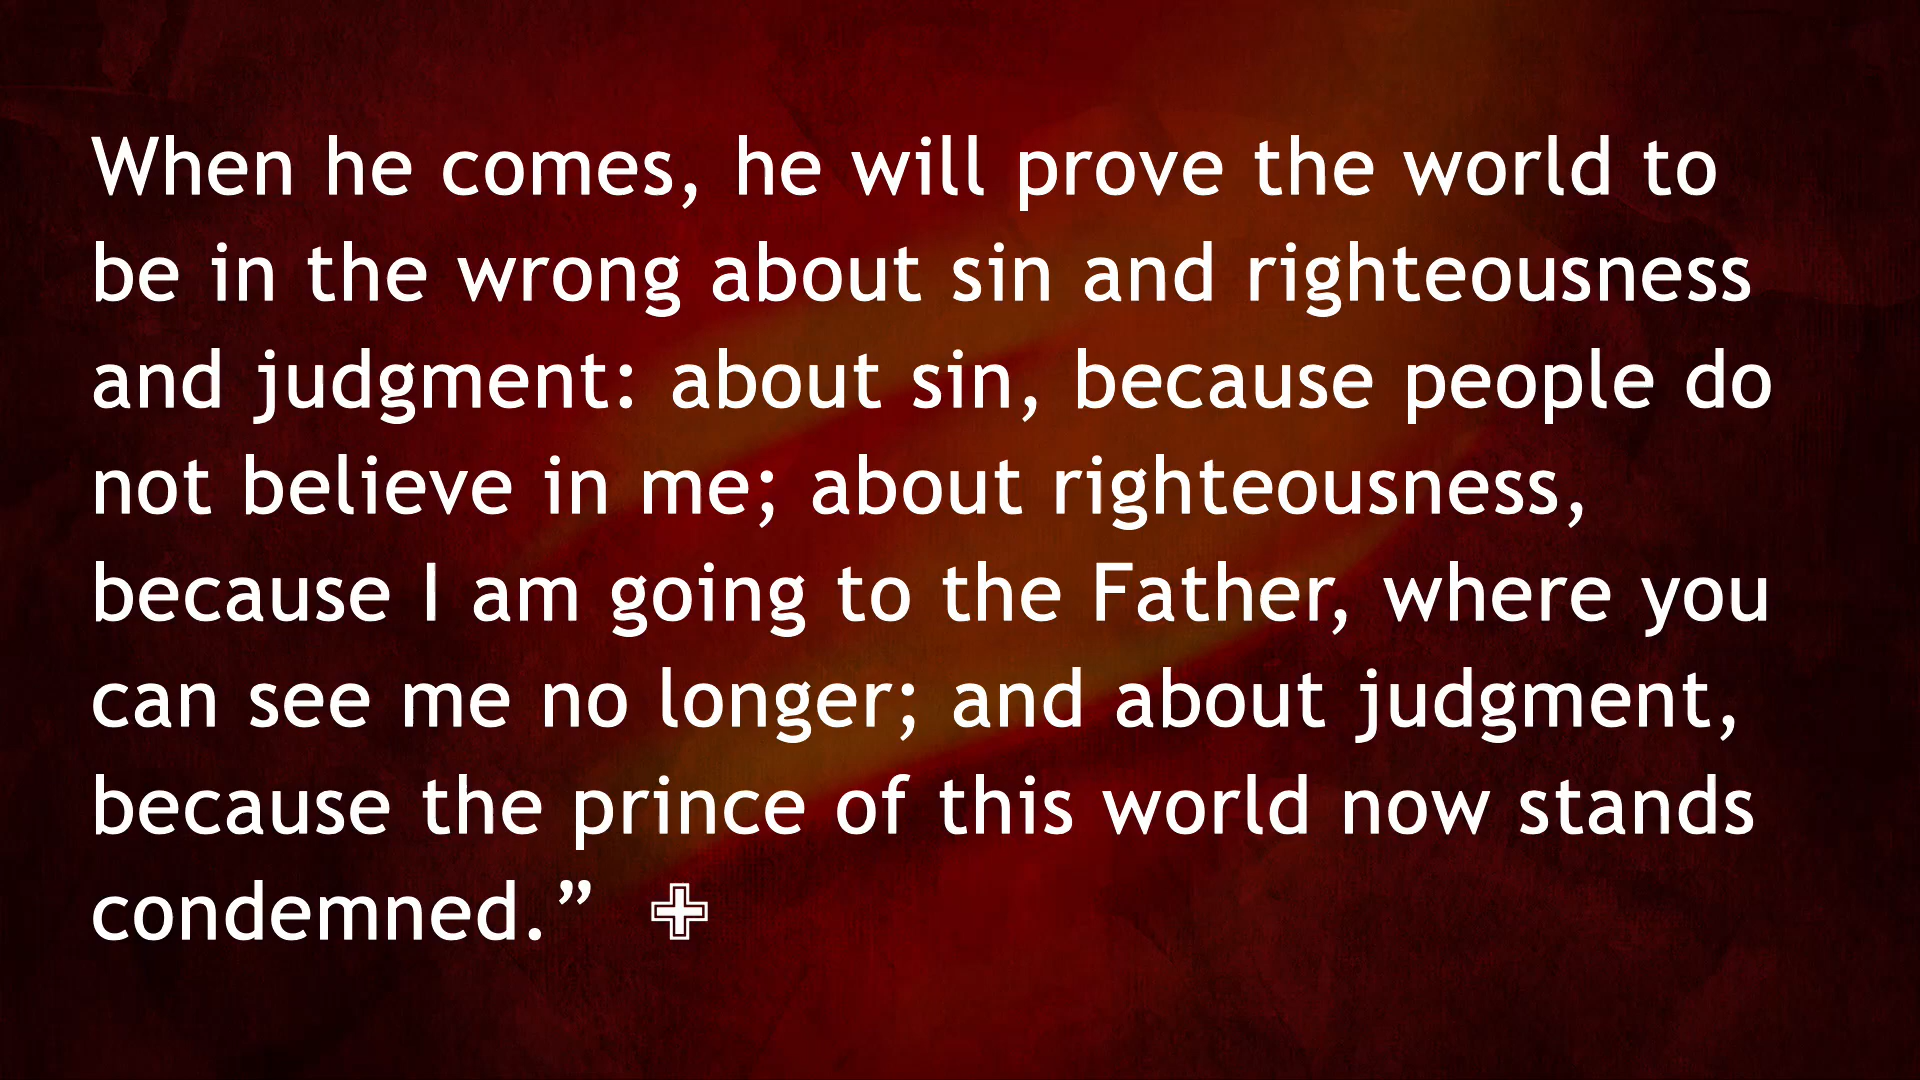 When he comes, he will prove the world to
be in the wrong about sin and righteousness
and judgment: about sin, because people do
not believe in me; about righteousness,
because I am going to the Father, where you
can see me no longer; and about judgment,
because the prince of this world now stands
condemned.” ✙